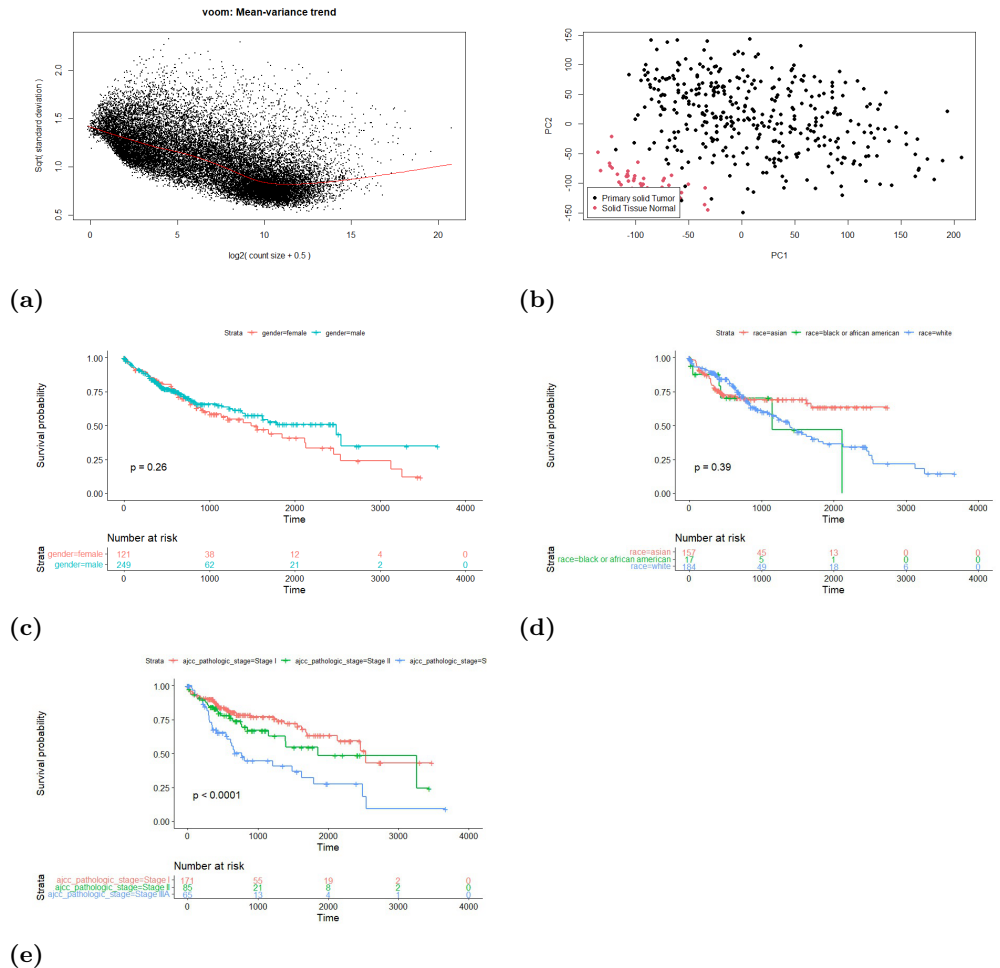 voom: Mean-variance trend
Sqrt( standard deviation )
2.0
1.5
1.0
0.5
0 5 10 15 20
log2( count size + 0.5 )
(a)
PC2
150
100
50
0
-50
-100
-150
Primary solid Tumor
Solid Tissue Normal
-100 -50 0 50 100 150 200
PC1
(b)
Strata gender=female gender=male
Survival probability
1.00
0.75
0.50
0.25
0.00
p = 0.26
0 1000 2000 3000 4000
Time
Number at risk
Strata
gender=female 121 38 12 4 0
gender=male 249 62 21 2 0
0 1000 2000 3000 4000
Time
(c)
Strata race=asian race=black or african american race=white
Survival probability
1.00
0.75
0.50
0.25
0.00
p = 0.39
0 1000 2000 3000 4000
Time
Number at risk
Strata
race=asian 157 45 13 0 0
race=black or african american 17 5 1 0 0
race=white 184 49 18 6 0
0 1000 2000 3000 4000
Time
(d)
Strata ajcc_pathologic_stage=Stage I ajcc_pathologic_stage=Stage II ajcc_pathologic_stage=S
Survival probability
1.00
0.75
0.50
0.25
0.00
p < 0.0001
0 1000 2000 3000 4000
Time
Number at risk
Strata
ajcc_pathologic_stage=Stage I 171 55 19 2 0
ajcc_pathologic_stage=Stage II 85 21 8 2 0
ajcc_pathologic_stage=Stage IIIA 65 13 4 1 0
0 1000 2000 3000 4000
Time
(e)